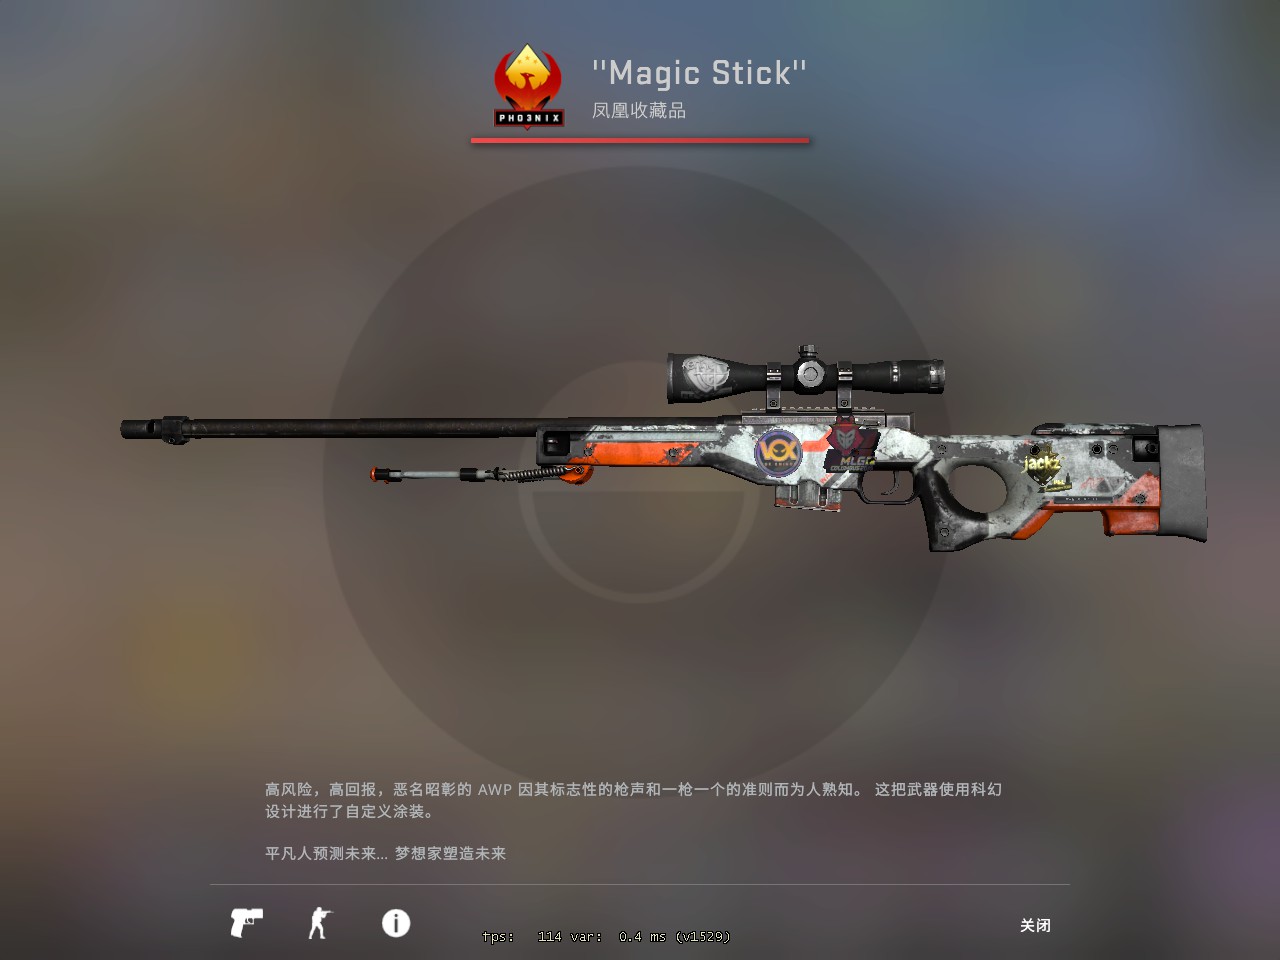 "Magic Stick"
凤凰收藏品
PHO3NIX
VOX
MLG
COLUMBUS
jackz
高风险，高回报，恶名昭彰的 AWP 因其标志性的枪声和一枪一个的准则而为人熟知。 这把武器使用科幻
设计进行了自定义涂装。
平凡人预测未来... 梦想家塑造未来
关闭
fps: 114 var: 0.4 ms (v1529)